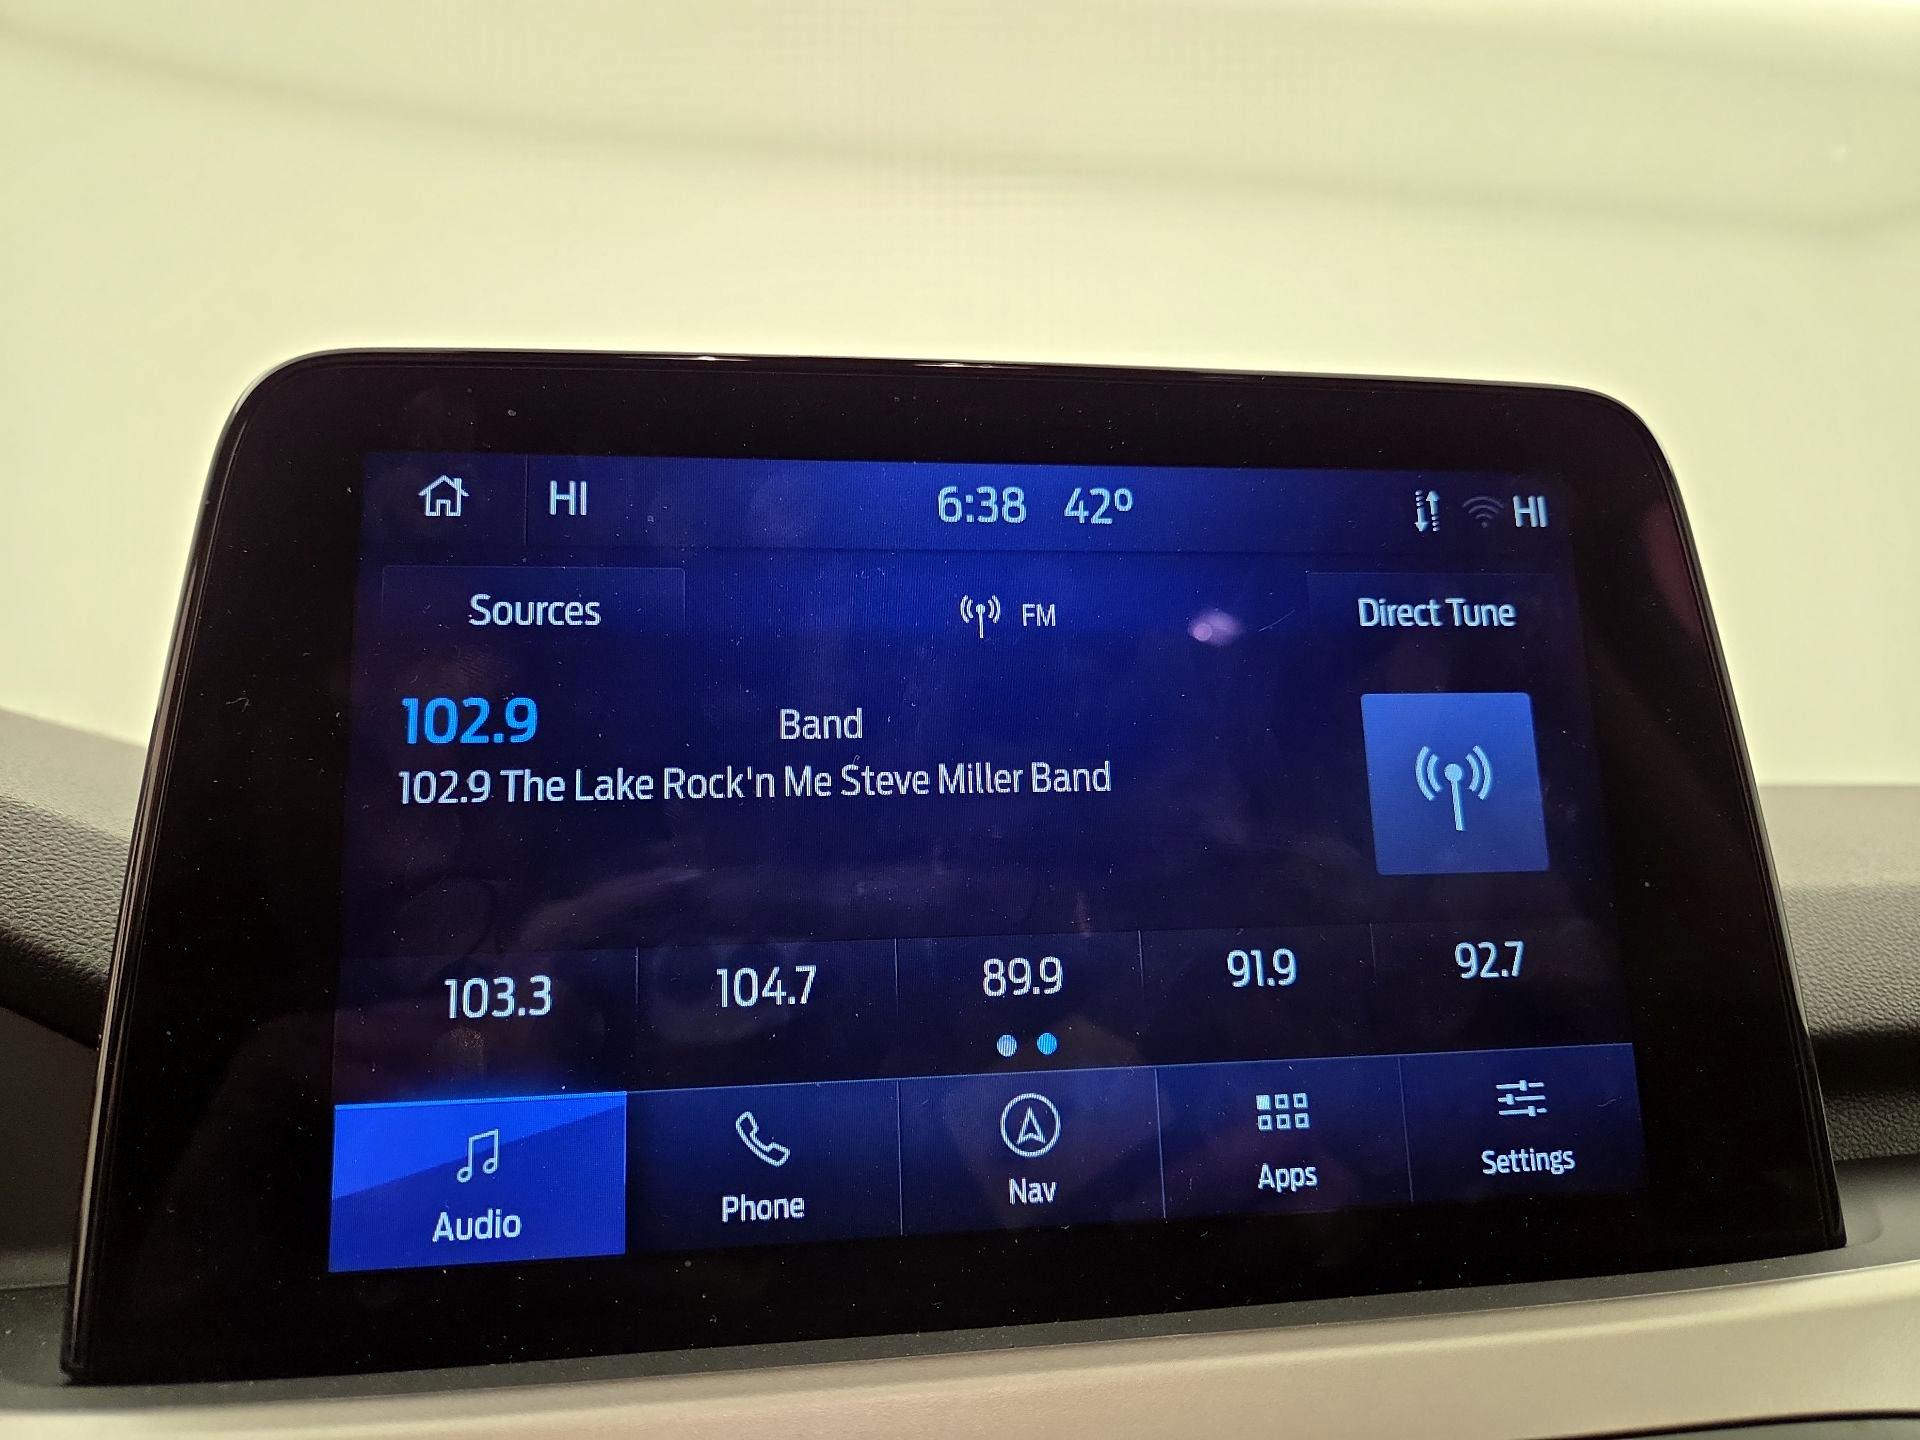 HI 6:38 42° HI
Sources FM Direct Tune
102.9 Band
102.9 The Lake Rock'n Me Steve Miller Band
103.3 104.7 89.9 91.9 92.7
Audio Phone Nav Apps Settings